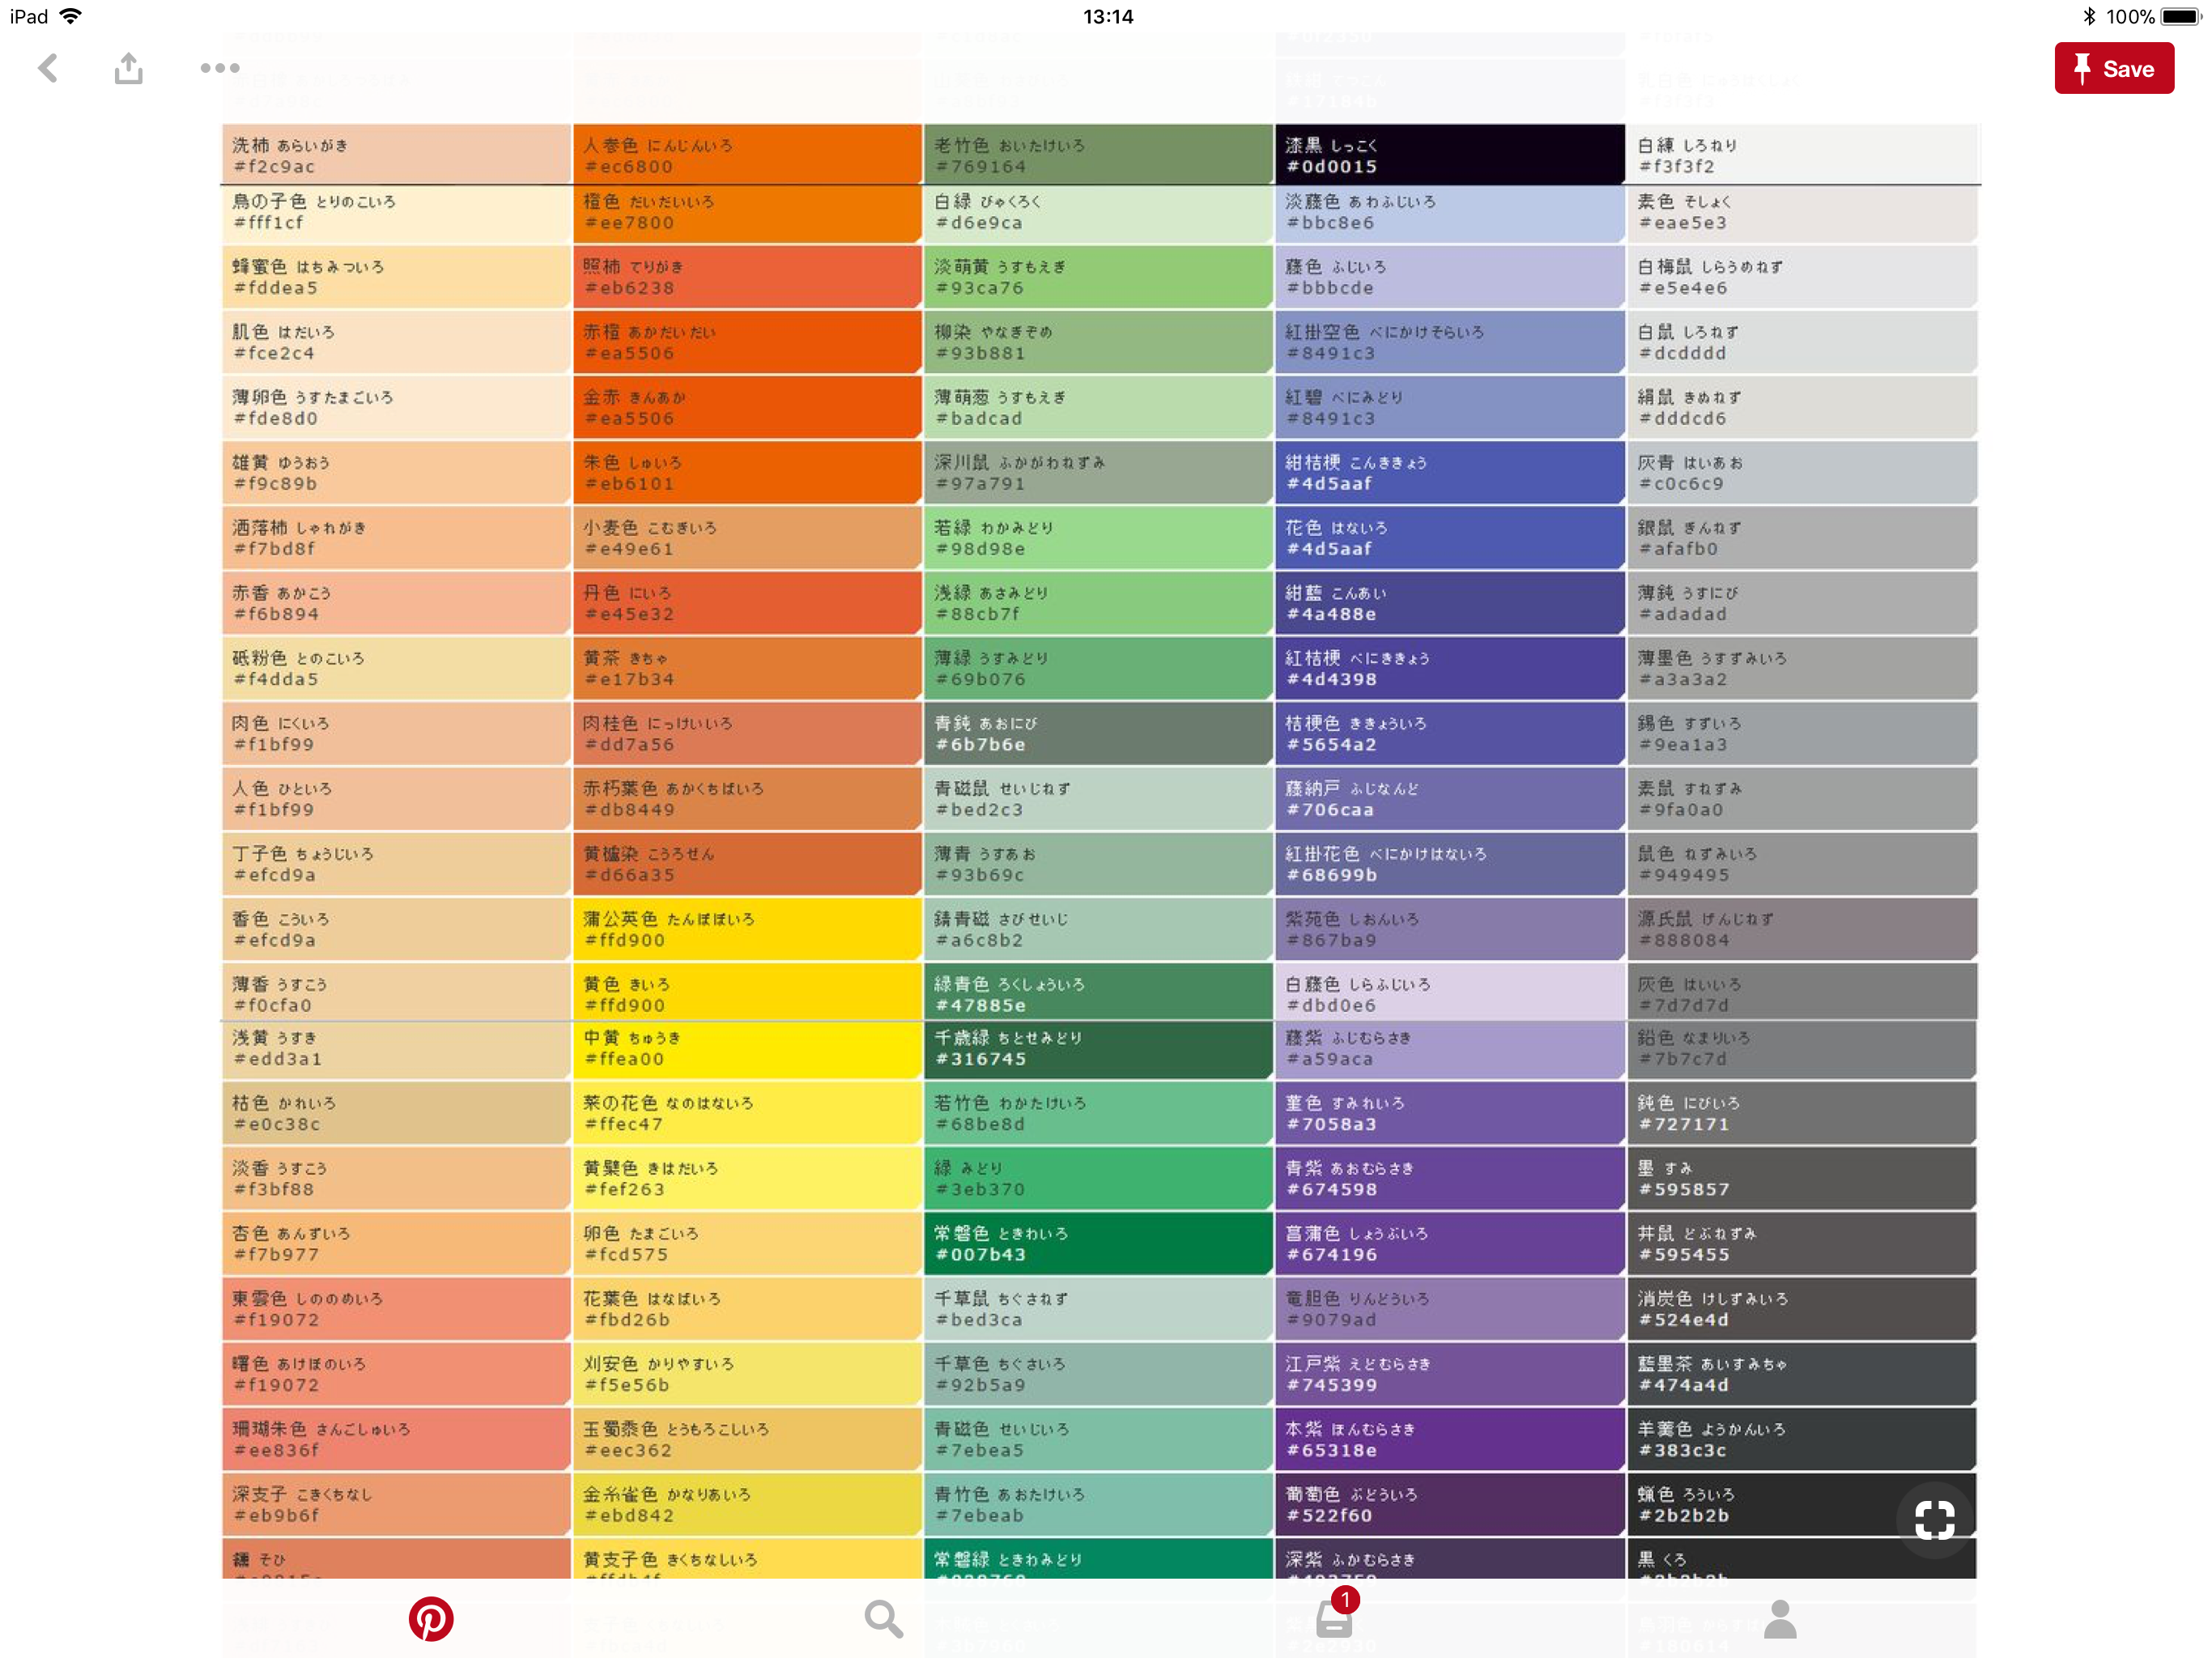 iPad
13:14
100%
Save
洗柿 あらいがき
#f2c9ac
人参色 にんじんいろ
#ec6800
老竹色 おいたけいろ
#769164
漆黒 しっこく
#0d0015
白練 しろねり
#f3f3f2
鳥の子色 とりのこいろ
#fff1cf
橙色 だいだいいろ
#ee7800
白緑 びゃくろく
#d6e9ca
淡藤色 あわふじいろ
#bbc8e6
素色 そしょく
#eae5e3
蜂蜜色 はちみついろ
#fddea5
照柿 てりがき
#eb6238
淡萌黄 うすもえぎ
#93ca76
藤色 ふじいろ
#bbbcde
白梅鼠 しらうめねず
#e5e4e6
肌色 はだいろ
#fce2c4
赤橙 あかだいだい
#ea5506
柳染 やなぎぞめ
#93b881
紅掛空色 べにかけそらいろ
#8491c3
白鼠 しろねず
#dcdddd
薄卵色 うすたまごいろ
#fde8d0
金赤 きんあか
#ea5506
薄萌葱 うすもえぎ
#badcad
紅碧 べにみどり
#8491c3
絹鼠 きぬねず
#dddcd6
雄黄 ゆうおう
#f9c89b
朱色 しゅいろ
#eb6101
深川鼠 ふかがわねずみ
#97a791
紺桔梗 こんききょう
#4d5aaf
灰青 はいあお
#c0c6c9
洒落柿 しゃれがき
#f7bd8f
小麦色 こむぎいろ
#e49e61
若緑 わかみどり
#98d98e
花色 はないろ
#4d5aaf
銀鼠 ぎんねず
#afafb0
赤香 あかこう
#f6b894
丹色 にいろ
#e45e32
浅緑 あさみどり
#88cb7f
紺藍 こんあい
#4a488e
薄鈍 うすにび
#adadad
砥粉色 とのこいろ
#f4dda5
黄茶 きちゃ
#e17b34
薄緑 うすみどり
#69b076
紅桔梗 べにききょう
#4d4398
薄墨色 うすずみいろ
#a3a3a2
肉色 にくいろ
#f1bf99
肉桂色 にっけいいろ
#dd7a56
青鈍 あおにび
#6b7b6e
桔梗色 ききょういろ
#5654a2
錫色 すずいろ
#9ea1a3
人色 ひといろ
#f1bf99
赤朽葉色 あかくちばいろ
#db8449
青磁鼠 せいじねず
#bed2c3
藤納戸 ふじなんど
#706caa
素鼠 すねずみ
#9fa0a0
丁子色 ちょうじいろ
#efcd9a
黄櫨染 こうろぜん
#d66a35
薄青 うすあお
#93b69c
紅掛花色 べにかけはないろ
#68699b
鼠色 ねずみいろ
#949495
香色 こういろ
#efcd9a
蒲公英色 たんぽぽいろ
#ffd900
錆青磁 さびせいじ
#a6c8b2
紫苑色 しおんいろ
#867ba9
源氏鼠 げんじねず
#888084
薄香 うすこう
#f0cfa0
黄色 きいろ
#ffd900
緑青色 ろくしょういろ
#47885e
白藤色 しらふじいろ
#dbd0e6
灰色 はいいろ
#7d7d7d
浅黄 うすき
#edd3a1
中黄 ちゅうき
#ffea00
千歳緑 ちとせみどり
#316745
藤紫 ふじむらさき
#a59aca
鉛色 なまりいろ
#7b7c7d
枯色 かれいろ
#e0c38c
菜の花色 なのはないろ
#ffec47
若竹色 わかたけいろ
#68be8d
菫色 すみれいろ
#7058a3
鈍色 にびいろ
#727171
淡香 うすこう
#f3bf88
黄檗色 きはだいろ
#fef263
緑 みどり
#3eb370
青紫 あおむらさき
#674598
墨 すみ
#595857
杏色 あんずいろ
#f7b977
卵色 たまごいろ
#fcd575
常磐色 ときわいろ
#007b43
菖蒲色 しょうぶいろ
#674196
丼鼠 どぶねずみ
#595455
東雲色 しののめいろ
#f19072
花葉色 はなばいろ
#fbd26b
千草鼠 ちぐさねず
#bed3ca
竜胆色 りんどういろ
#9079ad
消炭色 けしずみいろ
#524e4d
曙色 あけぼのいろ
#f19072
刈安色 かりやすいろ
#f5e56b
千草色 ちぐさいろ
#92b5a9
江戸紫 えどむらさき
#745399
藍墨茶 あいすみちゃ
#474a4d
珊瑚朱色 さんごしゅいろ
#ee836f
玉蜀黍色 とうもろこしいろ
#eec362
青磁色 せいじいろ
#7ebea5
本紫 ほんむらさき
#65318e
羊羹色 ようかんいろ
#383c3c
深支子 こきくちなし
#eb9b6f
金糸雀色 かなりあいろ
#ebd842
青竹色 あおたけいろ
#7ebeab
葡萄色 ぶどういろ
#522f60
蝋色 ろういろ
#2b2b2b
纁 そひ
黄支子色 きくちなしいろ
常磐緑 ときわみどり
深紫 ふかむらさき
黒 くろ
1